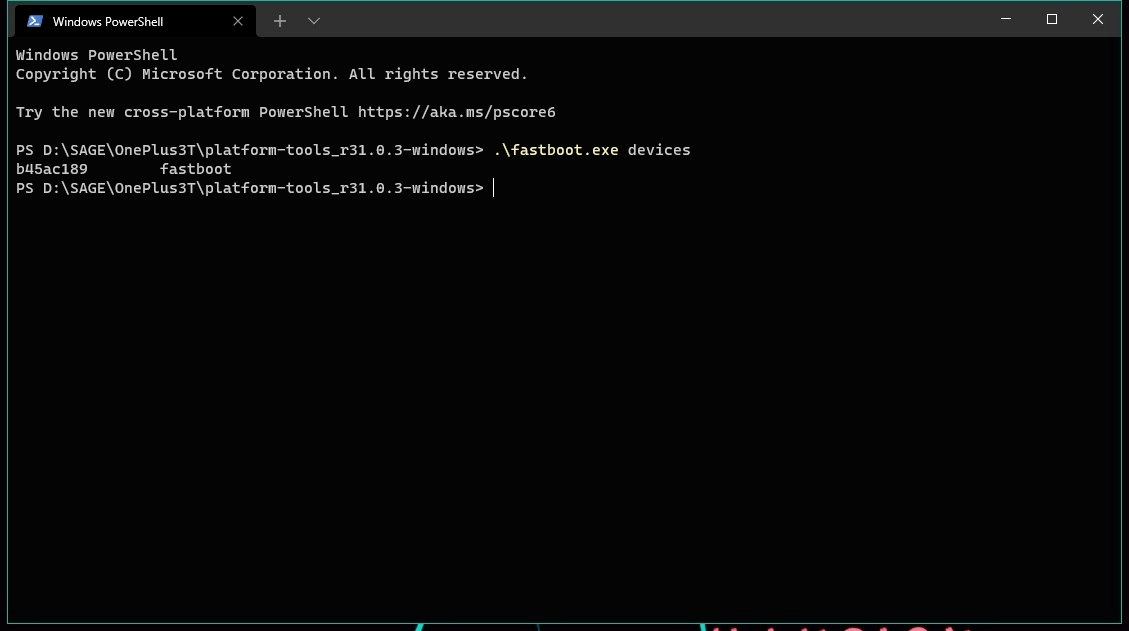 Windows PowerShell
Windows PowerShell
Copyright (C) Microsoft Corporation. All rights reserved.
Try the new cross-platform PowerShell https://aka.ms/pscore6
PS D:\SAGE\OnePlus3T\platform-tools_r31.0.3-windows> .\fastboot.exe devices
b45ac189        fastboot
PS D:\SAGE\OnePlus3T\platform-tools_r31.0.3-windows>